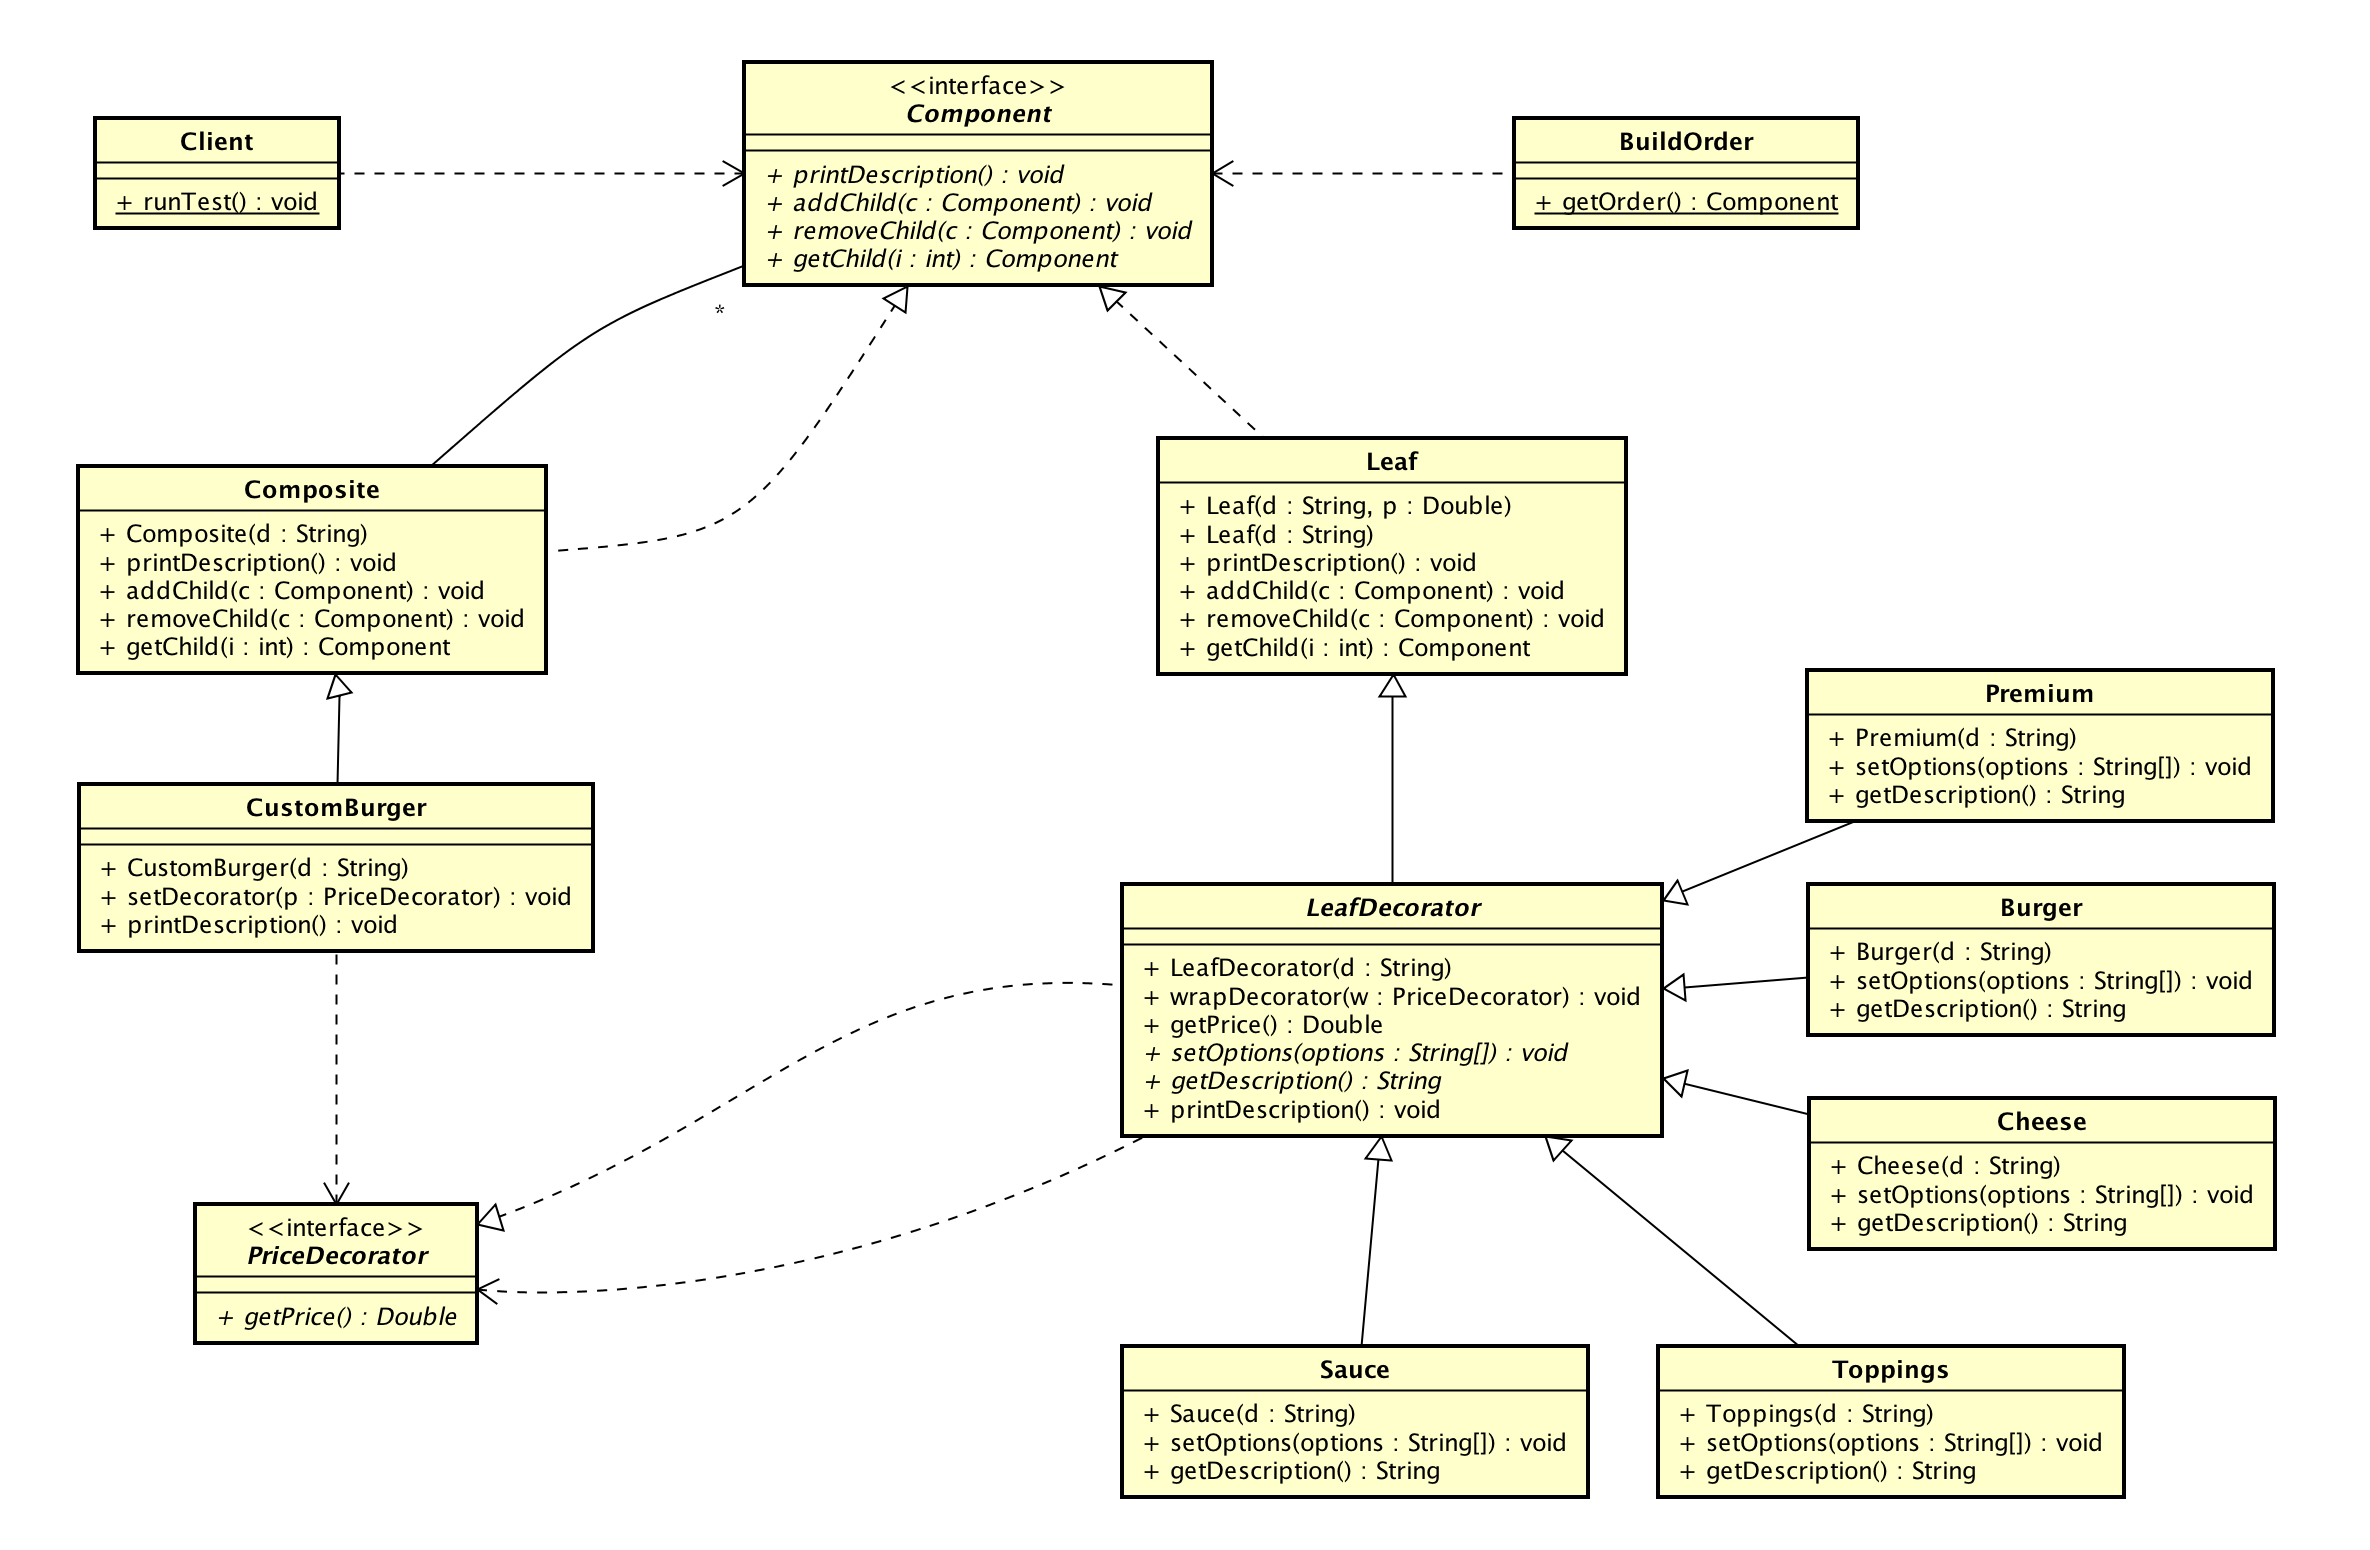 <<interface>>
Component
+ printDescription() : void
+ addChild(c : Component) : void
+ removeChild(c : Component) : void
+ getChild(i : int) : Component
Client
+ runTest() : void
BuildOrder
+ getOrder() : Component
*
Composite
+ Composite(d : String)
+ printDescription() : void
+ addChild(c : Component) : void
+ removeChild(c : Component) : void
+ getChild(i : int) : Component
Leaf
+ Leaf(d : String, p : Double)
+ Leaf(d : String)
+ printDescription() : void
+ addChild(c : Component) : void
+ removeChild(c : Component) : void
+ getChild(i : int) : Component
Premium
+ Premium(d : String)
+ setOptions(options : String[]) : void
+ getDescription() : String
CustomBurger
+ CustomBurger(d : String)
+ setDecorator(p : PriceDecorator) : void
+ printDescription() : void
LeafDecorator
+ LeafDecorator(d : String)
+ wrapDecorator(w : PriceDecorator) : void
+ getPrice() : Double
+ setOptions(options : String[]) : void
+ getDescription() : String
+ printDescription() : void
Burger
+ Burger(d : String)
+ setOptions(options : String[]) : void
+ getDescription() : String
Cheese
+ Cheese(d : String)
+ setOptions(options : String[]) : void
+ getDescription() : String
<<interface>>
PriceDecorator
+ getPrice() : Double
Sauce
+ Sauce(d : String)
+ setOptions(options : String[]) : void
+ getDescription() : String
Toppings
+ Toppings(d : String)
+ setOptions(options : String[]) : void
+ getDescription() : String